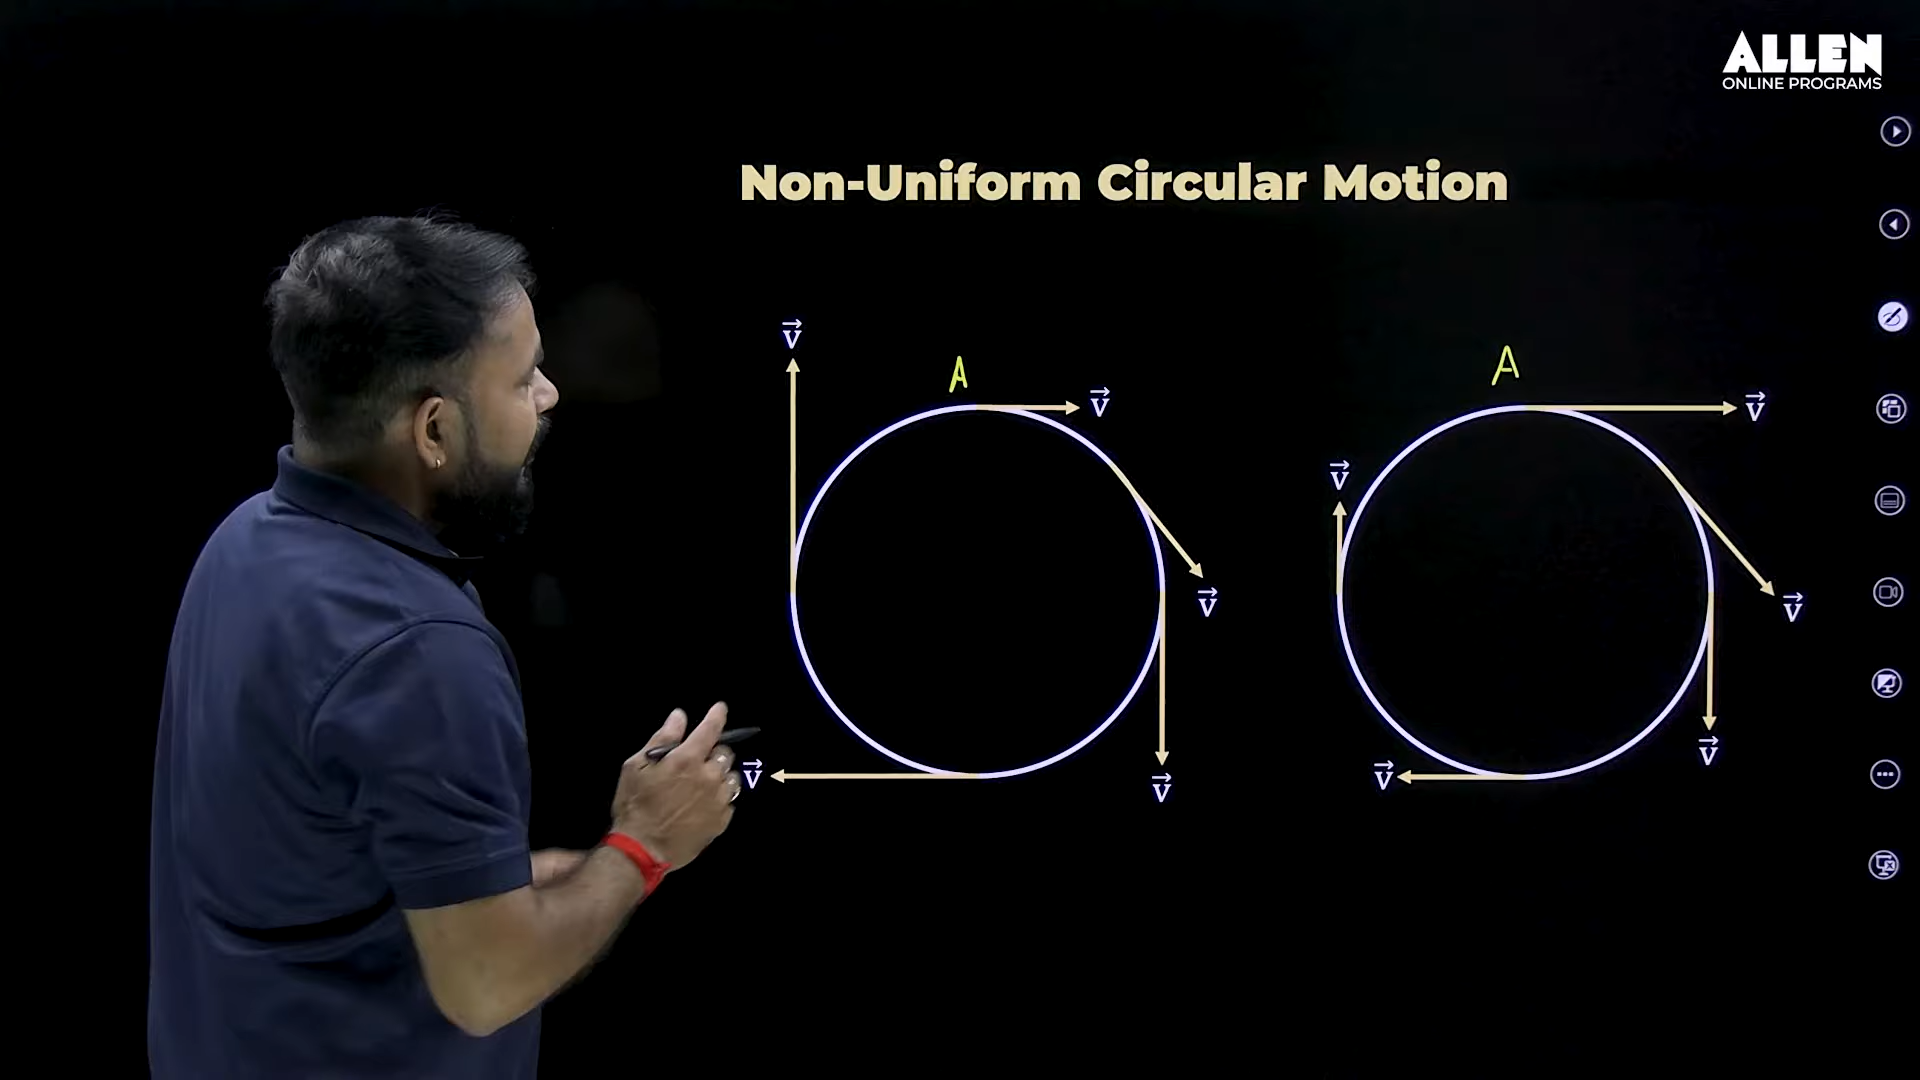 ALLEN
ONLINE PROGRAMS
Non-Uniform Circular Motion
v⃗
A
v⃗
v⃗
v⃗
v⃗
A
v⃗
v⃗
v⃗
v⃗
v⃗